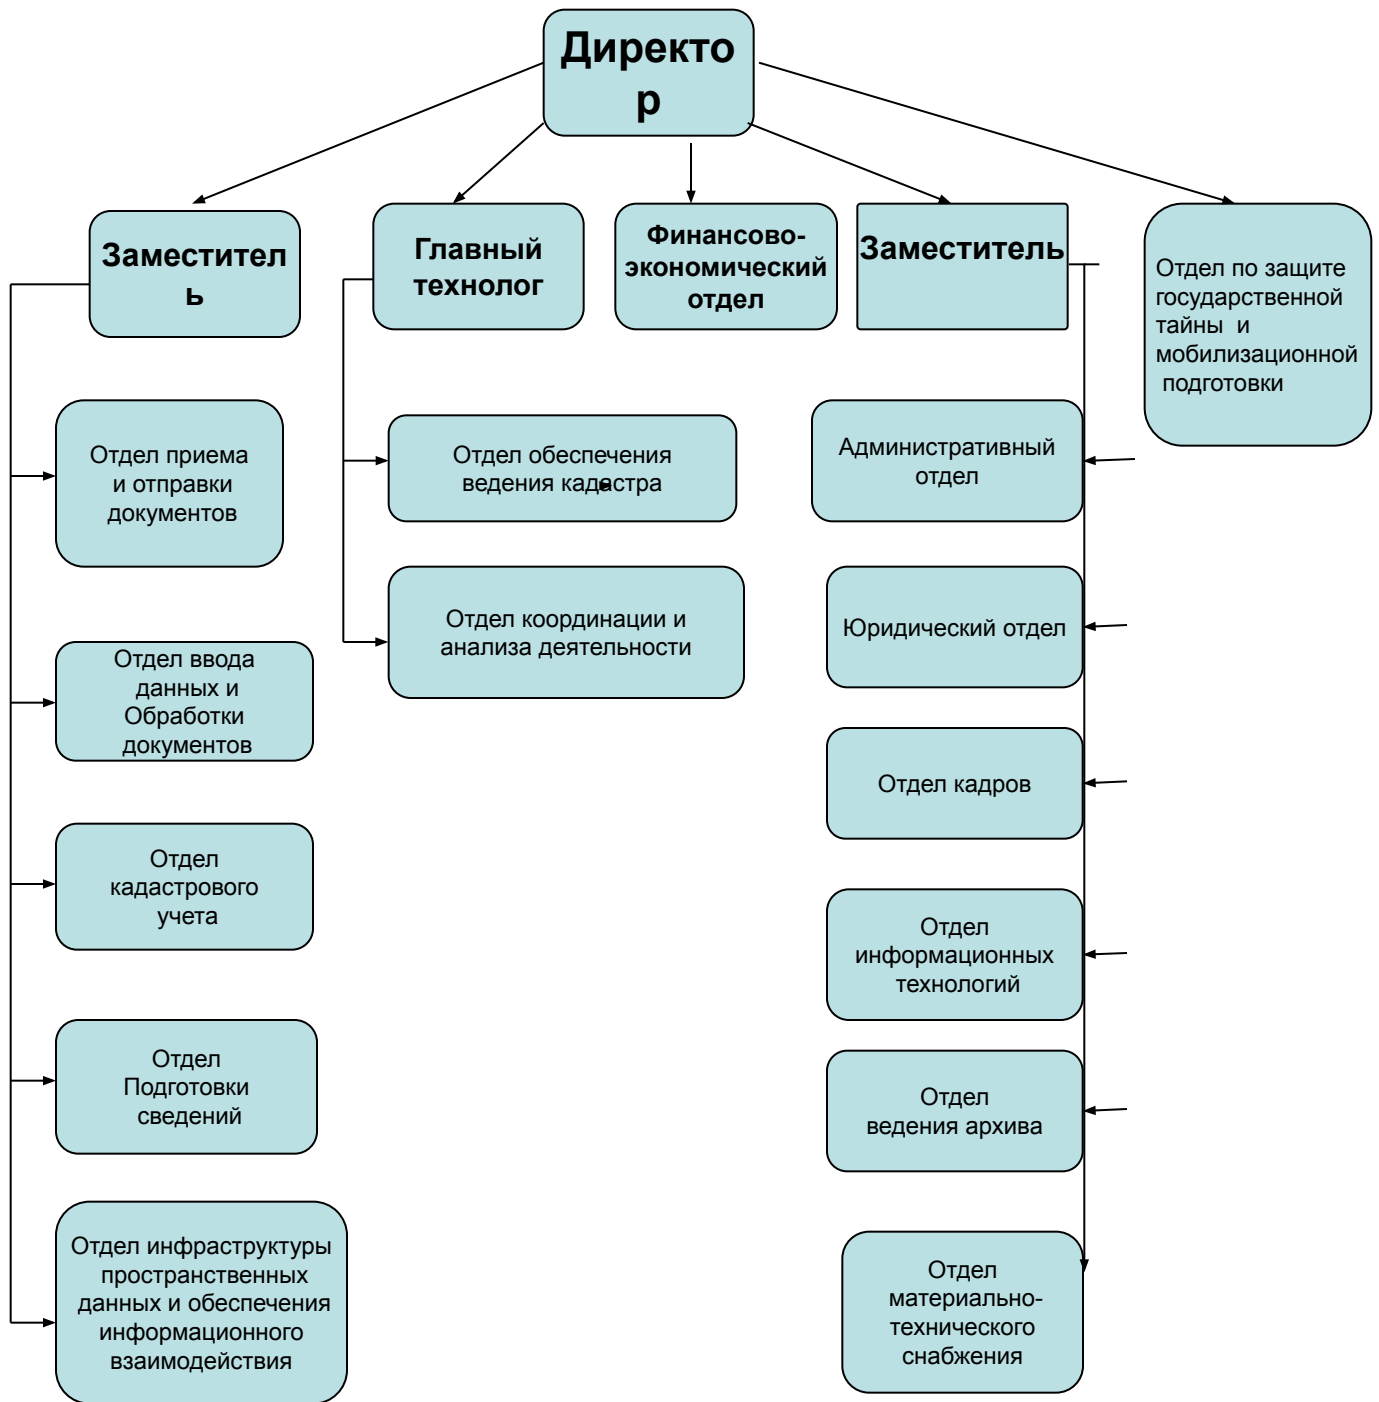 Директо
р
Заместител
ь
Главный
технолог
Финансово-
экономический
отдел
Заместитель
Отдел по защите
государственной
тайны и
мобилизационной
подготовки
Отдел приема
и отправки
документов
Отдел ввода
данных и
Обработки
документов
Отдел
кадастрового
учета
Отдел
Подготовки
сведений
Отдел инфраструктуры
пространственных
данных и обеспечения
информационного
взаимодействия
Отдел обеспечения
ведения кадастра
Отдел координации и
анализа деятельности
Административный
отдел
Юридический отдел
Отдел кадров
Отдел
информационных
технологий
Отдел
ведения архива
Отдел
материально-
технического
снабжения